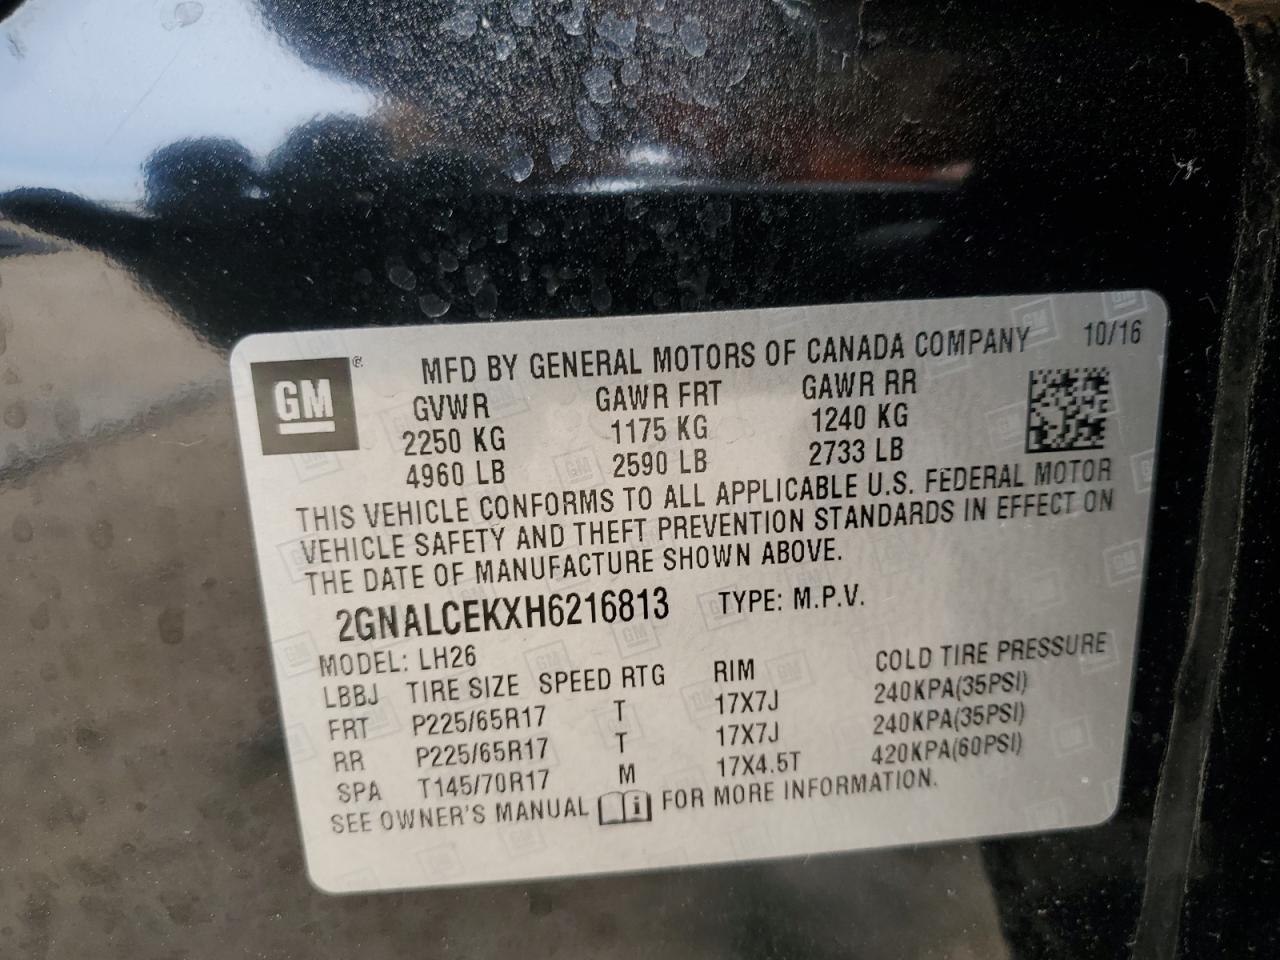 GM® MFD BY GENERAL MOTORS OF CANADA COMPANY 10/16
GVWR GAWR FRT GAWR RR
2250 KG 1175 KG 1240 KG
4960 LB 2590 LB 2733 LB
THIS VEHICLE CONFORMS TO ALL APPLICABLE U.S. FEDERAL MOTOR
VEHICLE SAFETY AND THEFT PREVENTION STANDARDS IN EFFECT ON
THE DATE OF MANUFACTURE SHOWN ABOVE.
2GNALCEKXH6216813 TYPE: M.P.V.
MODEL: LH26
LBBJ TIRE SIZE SPEED RTG RIM COLD TIRE PRESSURE
FRT P225/65R17 T 17X7J 240KPA(35PSI)
RR P225/65R17 T 17X7J 240KPA(35PSI)
SPA T145/70R17 M 17X4.5T 420KPA(60PSI)
SEE OWNER'S MANUAL FOR MORE INFORMATION.